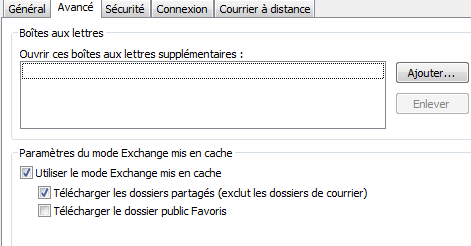 Général Avancé Sécurité Connexion Courrier à distance
Boîtes aux lettres
Ouvrir ces boîtes aux lettres supplémentaires :
Ajouter...
Enlever
Paramètres du mode Exchange mis en cache
Utiliser le mode Exchange mis en cache
Télécharger les dossiers partagés (exclut les dossiers de courrier)
Télécharger le dossier public Favoris